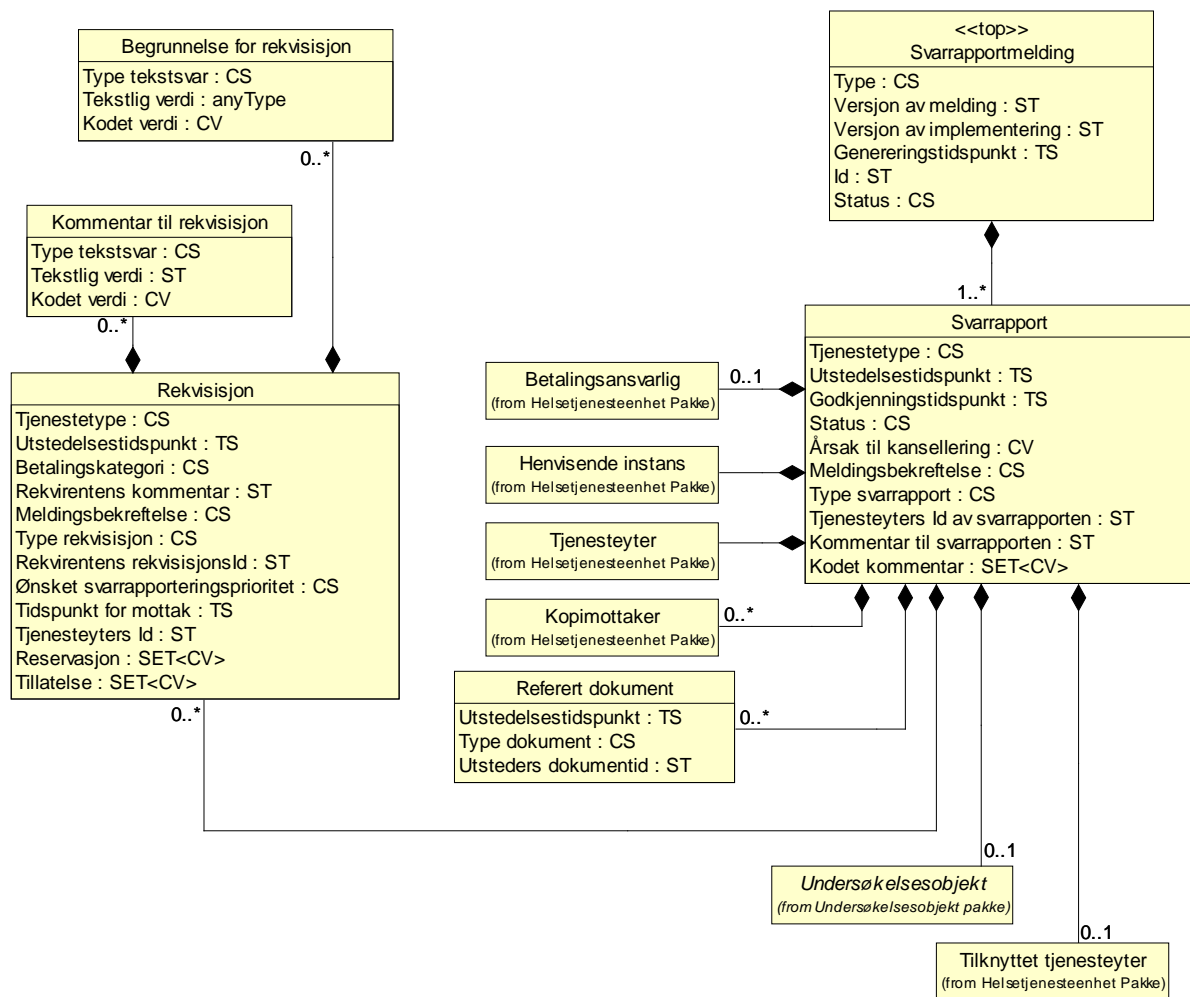 <<top>>
Svarrapportmelding
Type : CS
Versjon av melding : ST
Versjon av implementering : ST
Genereringstidspunkt : TS
Id : ST
Status : CS
1..*
Begrunnelse for rekvisisjon
Type tekstsvar : CS
Tekstlig verdi : anyType
Kodet verdi : CV
0..*
Kommentar til rekvisisjon
Type tekstsvar : CS
Tekstlig verdi : ST
Kodet verdi : CV
0..*
Rekvisisjon
Tjenestetype : CS
Utstedelsestidspunkt : TS
Betalingskategori : CS
Rekvirentens kommentar : ST
Meldingsbekreftelse : CS
Type rekvisisjon : CS
Rekvirentens rekvisisjonsId : ST
Ønsket svarrapporteringsprioritet : CS
Tidspunkt for mottak : TS
Tjenesteyters Id : ST
Reservasjon : SET<CV>
Tillatelse : SET<CV>
0..*
Svarrapport
Tjenestetype : CS
Utstedelsestidspunkt : TS
Godkjenningstidspunkt : TS
Status : CS
Årsak til kansellering : CV
Meldingsbekreftelse : CS
Type svarrapport : CS
Tjenesteyters Id av svarrapporten : ST
Kommentar til svarrapporten : ST
Kodet kommentar : SET<CV>
Betalingsansvarlig
(from Helsetjenesteenhet Pakke)
0..1
Henvisende instans
(from Helsetjenesteenhet Pakke)
Tjenesteyter
(from Helsetjenesteenhet Pakke)
Kopimottaker
(from Helsetjenesteenhet Pakke)
0..*
Referert dokument
Utstedelsestidspunkt : TS
Type dokument : CS
Utsteders dokumentid : ST
0..*
0..1
Undersøkelsesobjekt
(from Undersøkelsesobjekt pakke)
0..1
Tilknyttet tjenesteyter
(from Helsetjenesteenhet Pakke)